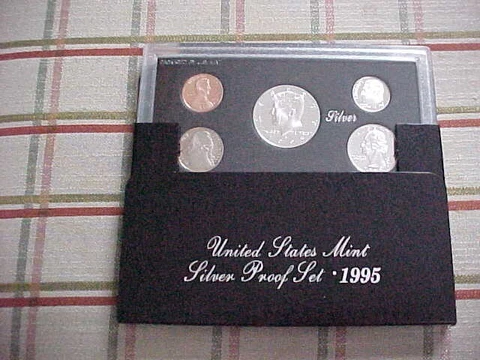 Silver
United States Mint
Silver Proof Set · 1995